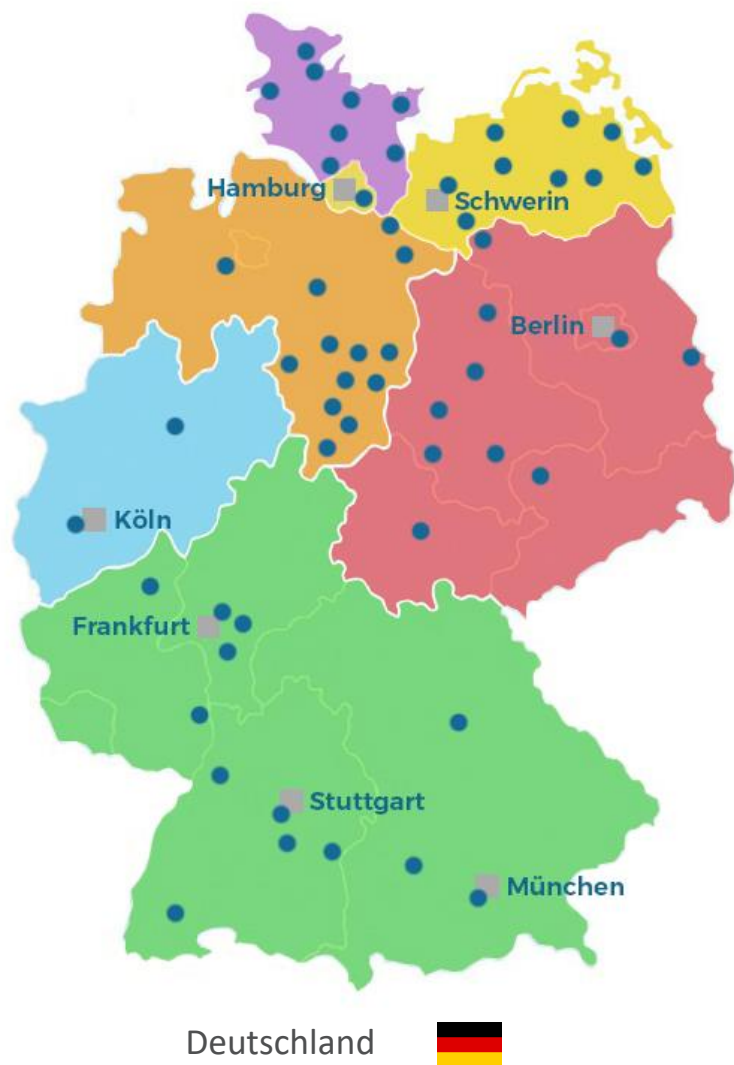 Hamburg
Schwerin
Berlin
Köln
Frankfurt
Stuttgart
München
Deutschland